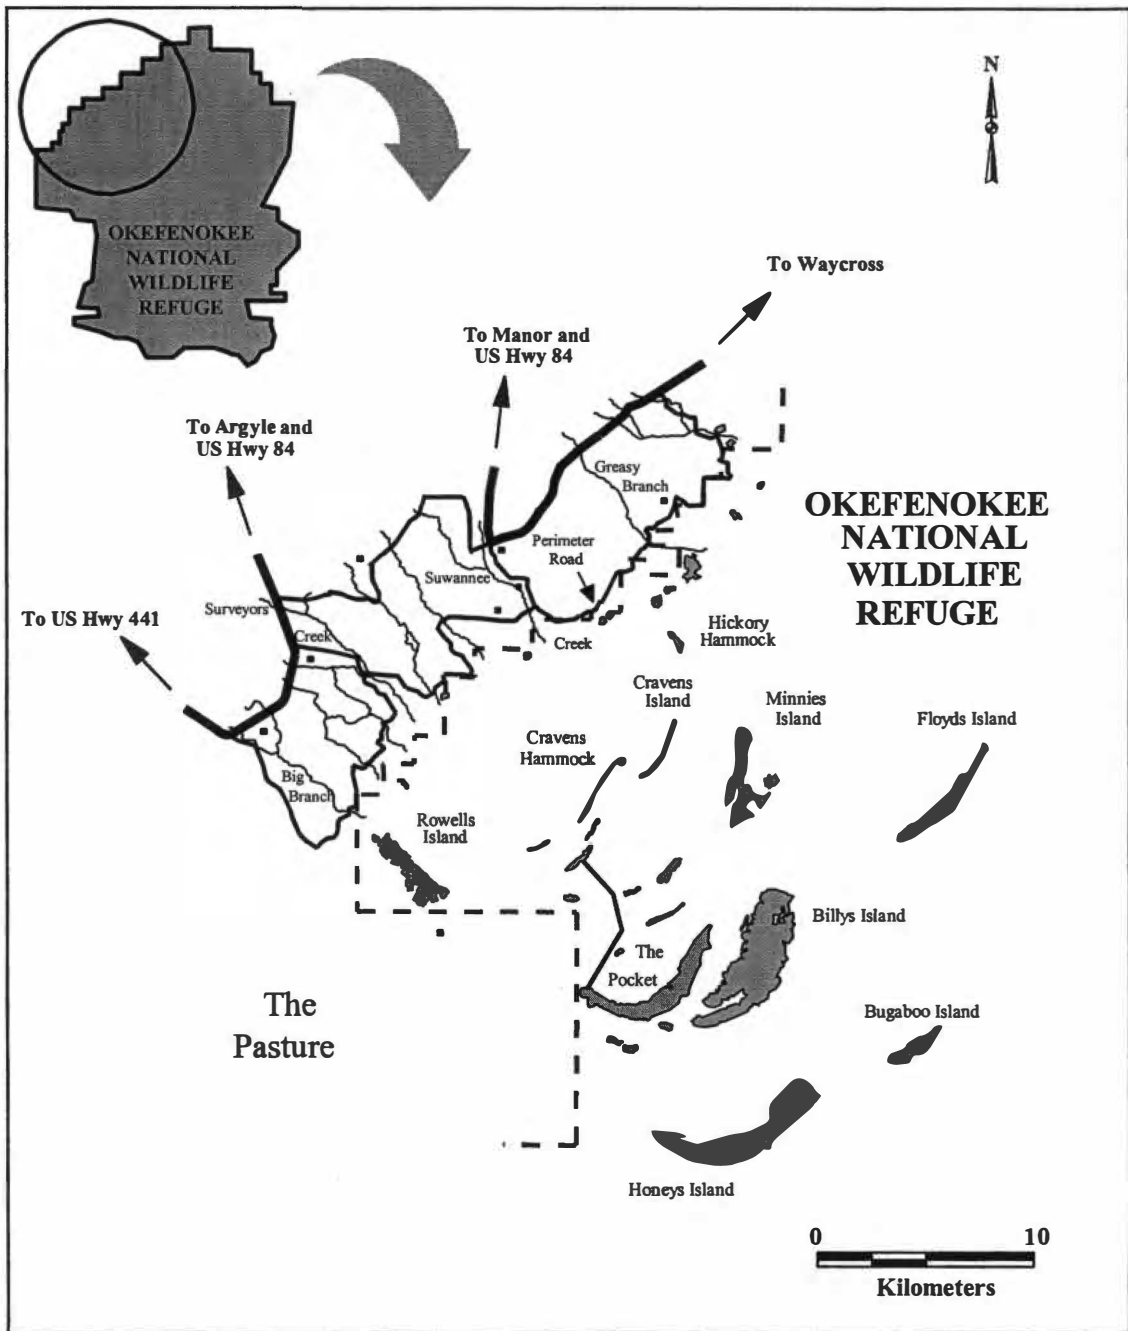 OKEFENOKEE
NATIONAL
WILDLIFE
REFUGE
N
To Waycross
To Manor and
US Hwy 84
To Argyle and
US Hwy 84
Greasy
Branch
OKEFENOKEE
NATIONAL
WILDLIFE
REFUGE
Perimeter
Road
Suwannee
Surveyors
To US Hwy 441
Creek
Creek
Hickory
Hammock
Cravens
Island
Minnies
Island
Floyds Island
Cravens
Hammock
Big
Branch
Rowells
Island
Billys Island
The
Pocket
The
Pasture
Bugaboo Island
Honeys Island
0 10
Kilometers